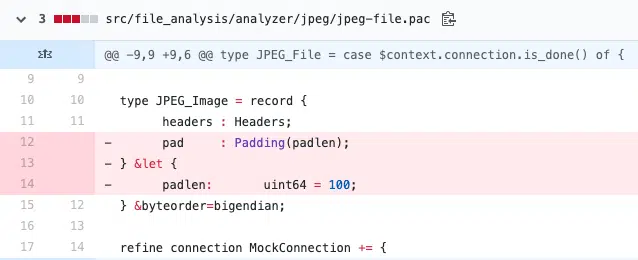 3 src/file_analysis/analyzer/jpeg/jpeg-file.pac
@@ -9,9 +9,6 @@ type JPEG_File = case $context.connection.is_done() of {
9 9
10 10 type JPEG_Image = record {
11 11 headers : Headers;
12 - pad : Padding(padlen);
13 - } &let {
14 - padlen: uint64 = 100;
15 12 } &byteorder=bigendian;
16 13
17 14 refine connection MockConnection += {